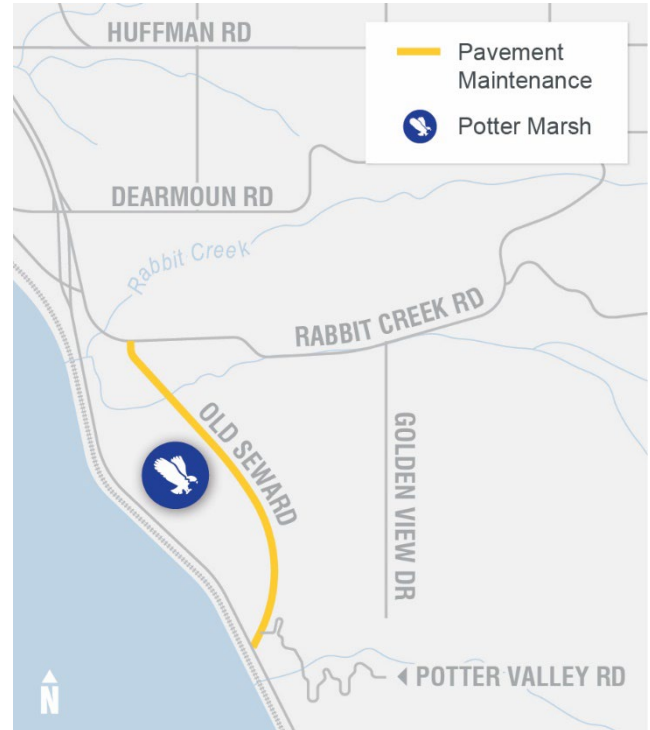 HUFFMAN RD
Pavement
Maintenance
Potter Marsh
DEARMOUN RD
Rabbit Creek
RABBIT CREEK RD
OLD SEWARD
GOLDEN VIEW DR
POTTER VALLEY RD
N